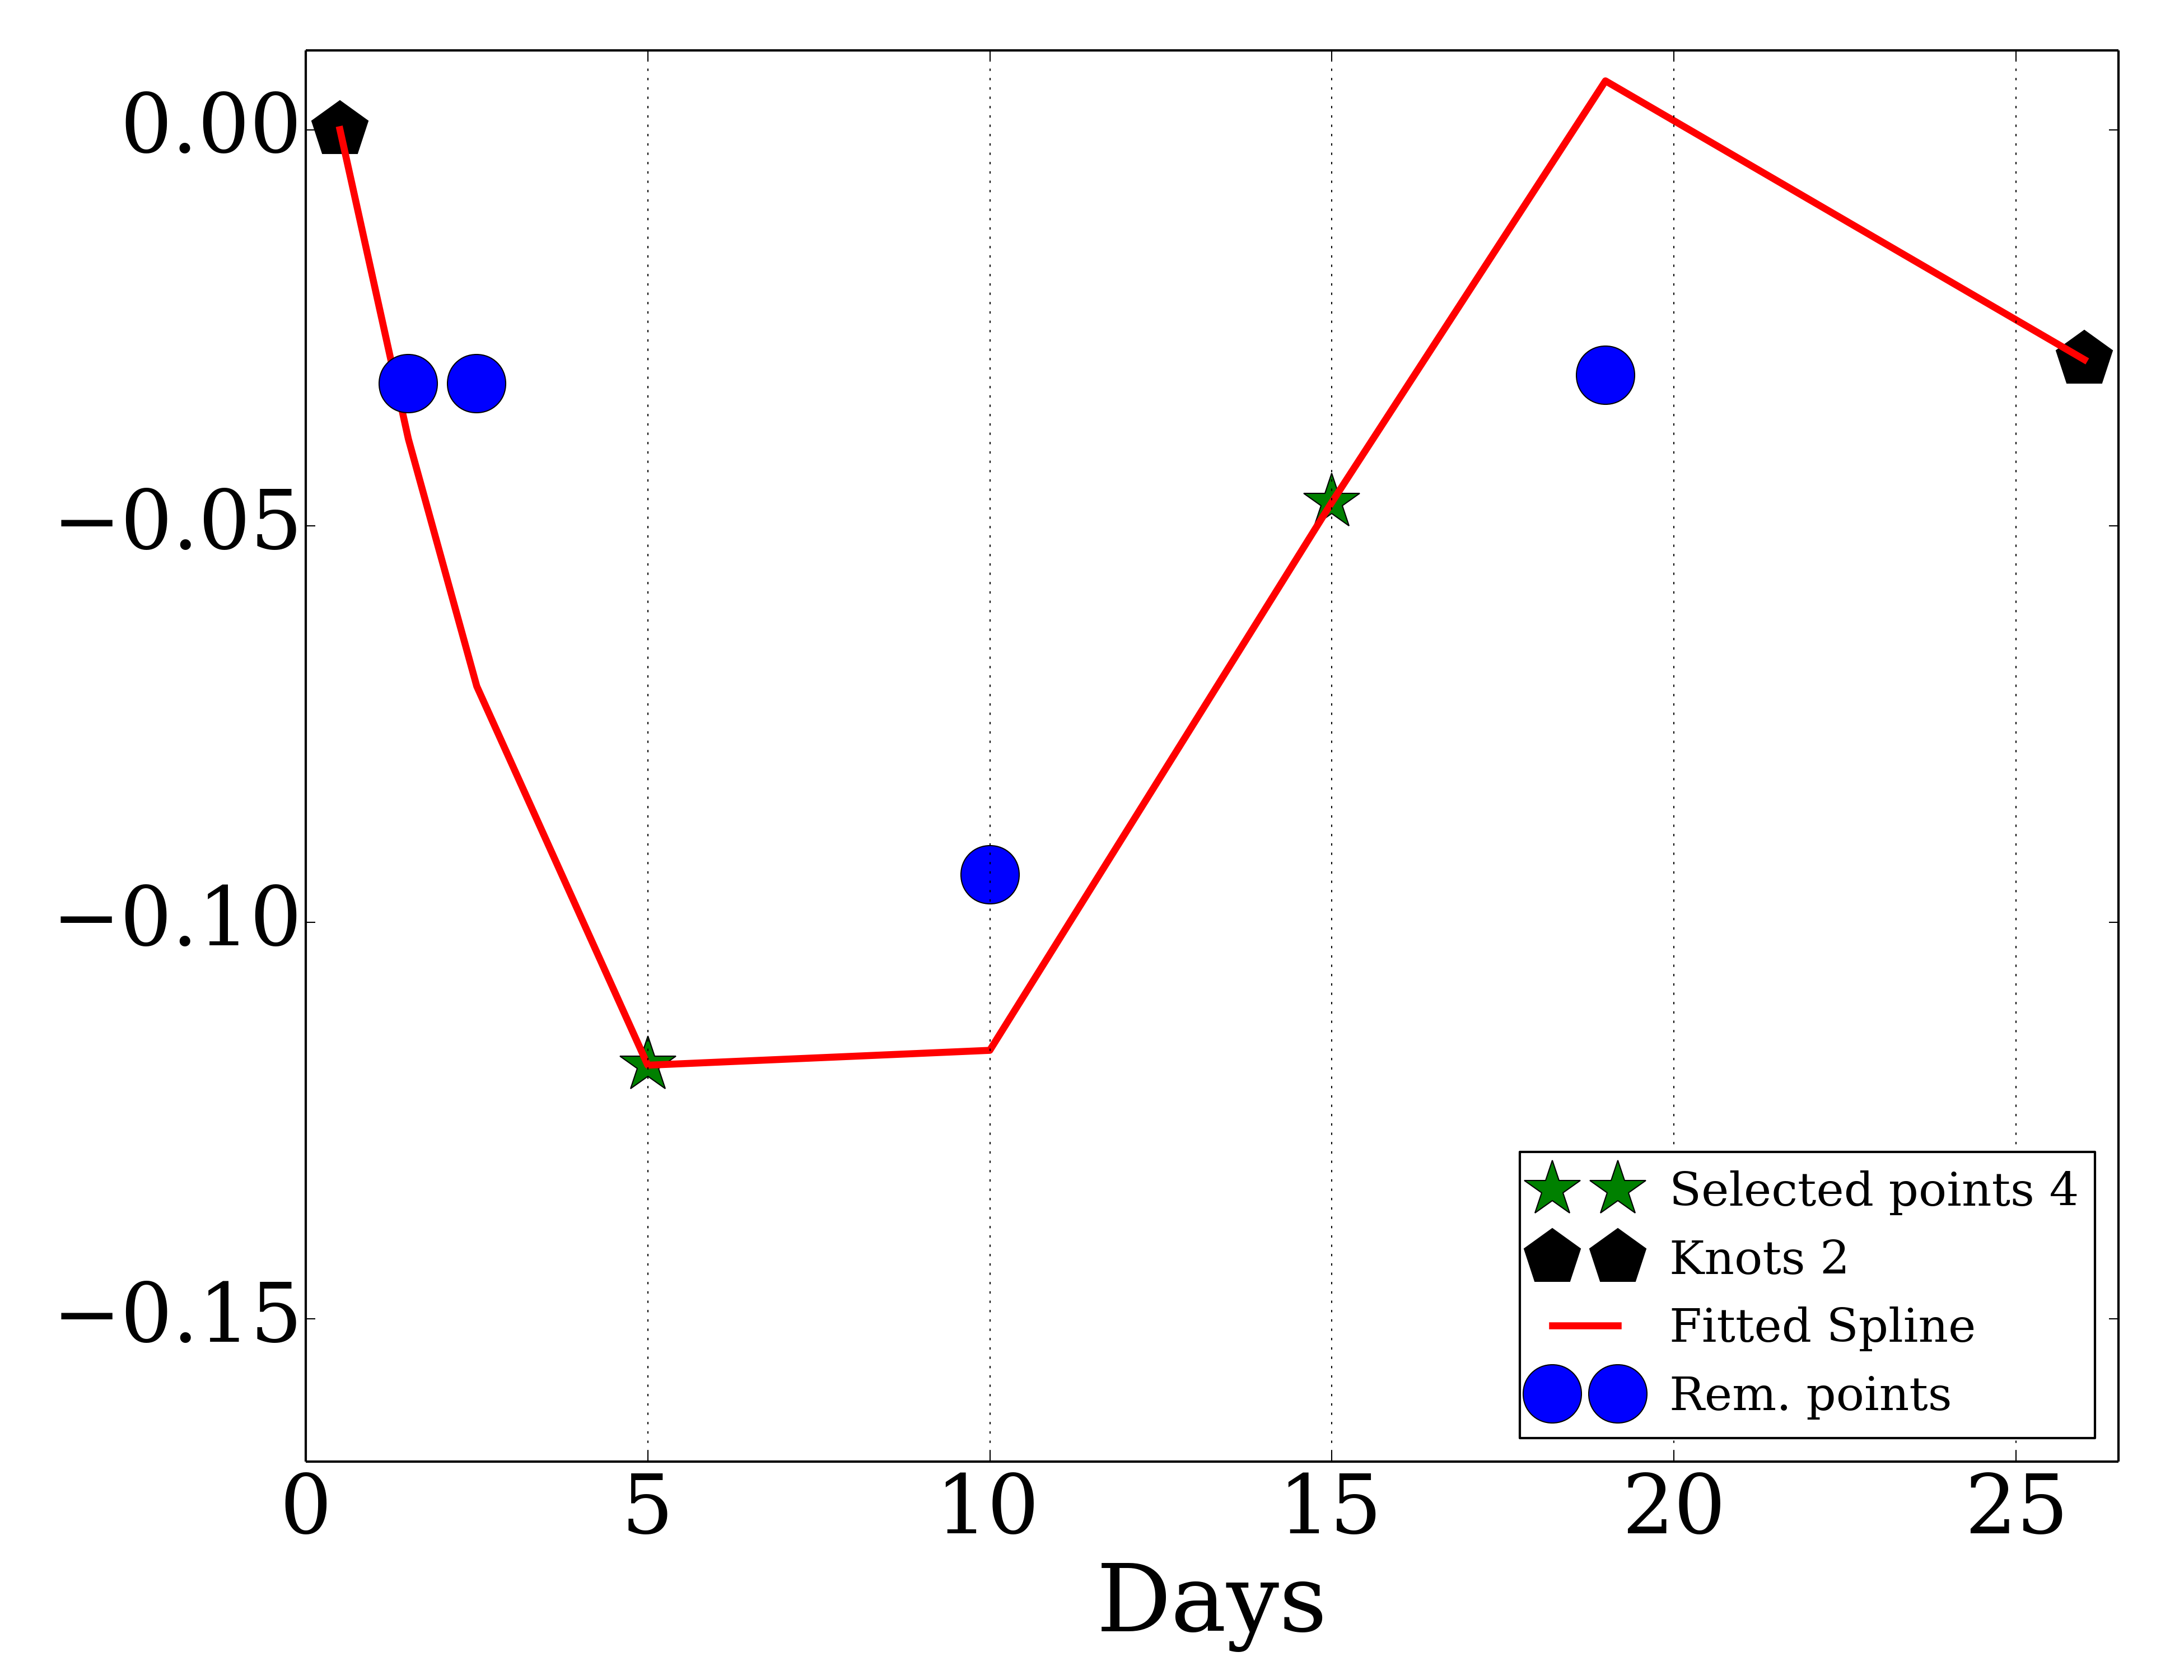 0.00
−0.05
−0.10
−0.15
0 5 10 15 20 25
Days
Selected points 4
Knots 2
Fitted Spline
Rem. points